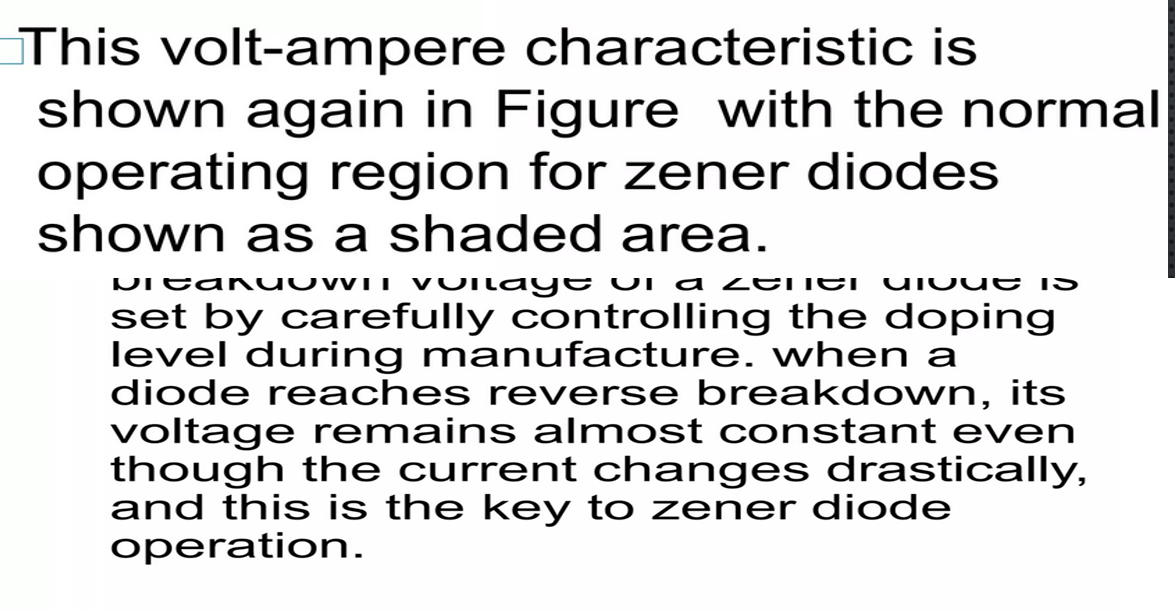 This volt-ampere characteristic is
shown again in Figure with the normal
operating region for zener diodes
shown as a shaded area.
breakdown voltage of a zener diode is
set by carefully controlling the doping
level during manufacture. when a
diode reaches reverse breakdown, its
voltage remains almost constant even
though the current changes drastically,
and this is the key to zener diode
operation.